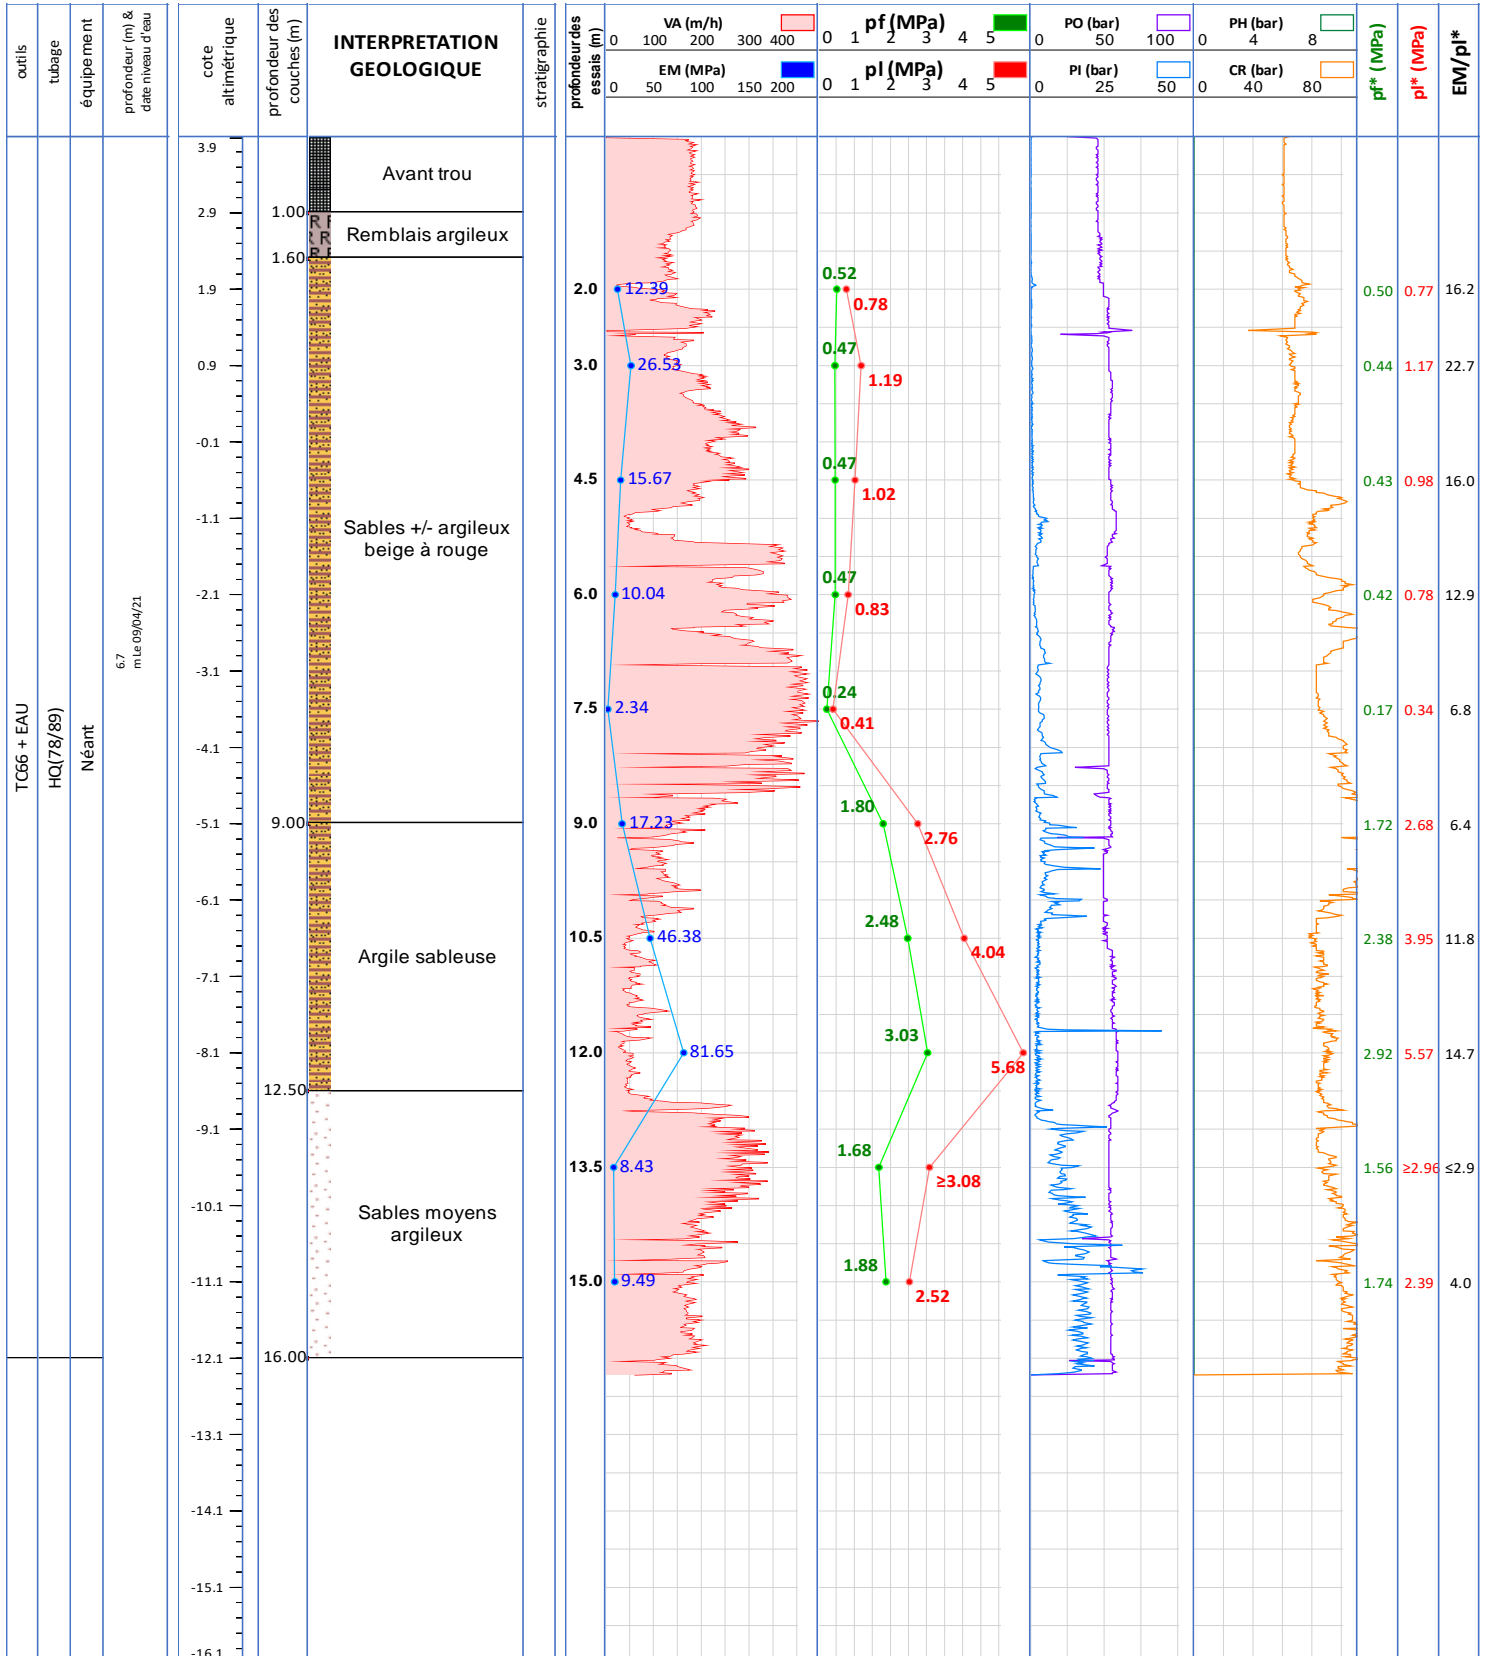 outils
tubage
équipement
profondeur (m) &
date niveau d'eau
cote
altimétrique
profondeur des
couches (m)
INTERPRETATION
GEOLOGIQUE
stratigraphie
profondeur des
essais (m)
VA (m/h)
0 100 200 300 400
EM (MPa)
0 50 100 150 200
pf (MPa)
0 1 2 3 4 5
pl (MPa)
0 1 2 3 4 5
PO (bar)
0 50 100
PI (bar)
0 25 50
PH (bar)
0 4 8
CR (bar)
0 40 80
pf* (MPa)
pl* (MPa)
EM/pl*
TC66 + EAU
HQ(78/89)
Néant
6.7
m Le 09/04/21
3.9
2.9
1.9
0.9
-0.1
-1.1
-2.1
-3.1
-4.1
-5.1
-6.1
-7.1
-8.1
-9.1
-10.1
-11.1
-12.1
-13.1
-14.1
-15.1
-16.1
1.00
1.60
9.00
12.50
16.00
Avant trou
R R
R
R R
Remblais argileux
Sables +/- argileux
beige à rouge
Argile sableuse
Sables moyens
argileux
2.0 12.39 0.52 0.78 0.50 0.77 16.2
3.0 26.53 0.47 1.19 0.44 1.17 22.7
4.5 15.67 0.47 1.02 0.43 0.98 16.0
6.0 10.04 0.47 0.83 0.42 0.78 12.9
7.5 2.34 0.24 0.41 0.17 0.34 6.8
9.0 17.23 1.80 2.76 1.72 2.68 6.4
10.5 46.38 2.48 4.04 2.38 3.95 11.8
12.0 81.65 3.03 5.68 2.92 5.57 14.7
13.5 8.43 1.68 ≥3.08 1.56 ≥2.96 ≤2.9
15.0 9.49 1.88 2.52 1.74 2.39 4.0